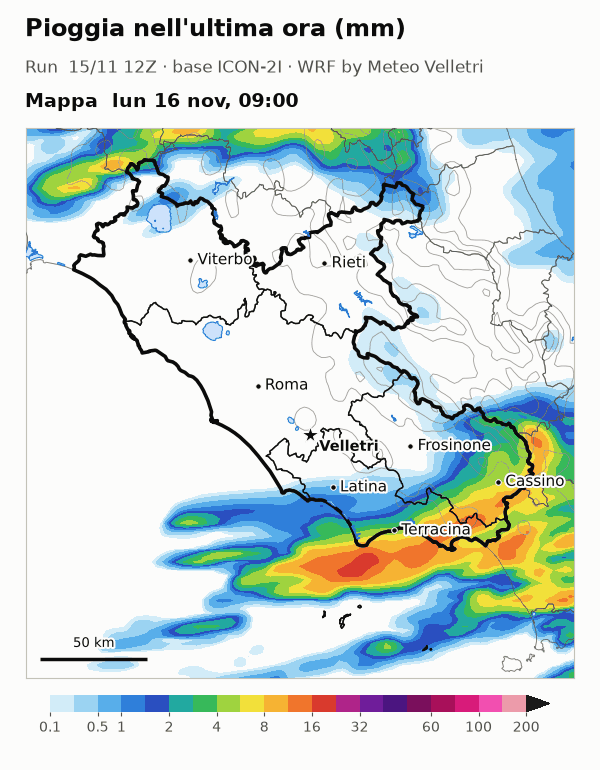 Pioggia nell'ultima ora (mm)
Run  15/11 12Z · base ICON-2I · WRF by Meteo Velletri
Mappa  lun 16 nov, 09:00
Viterbo
Rieti
Roma
Velletri
Frosinone
Latina
Cassino
Terracina
50 km
0.1 0.5 1 2 4 8 16 32 60 100 200